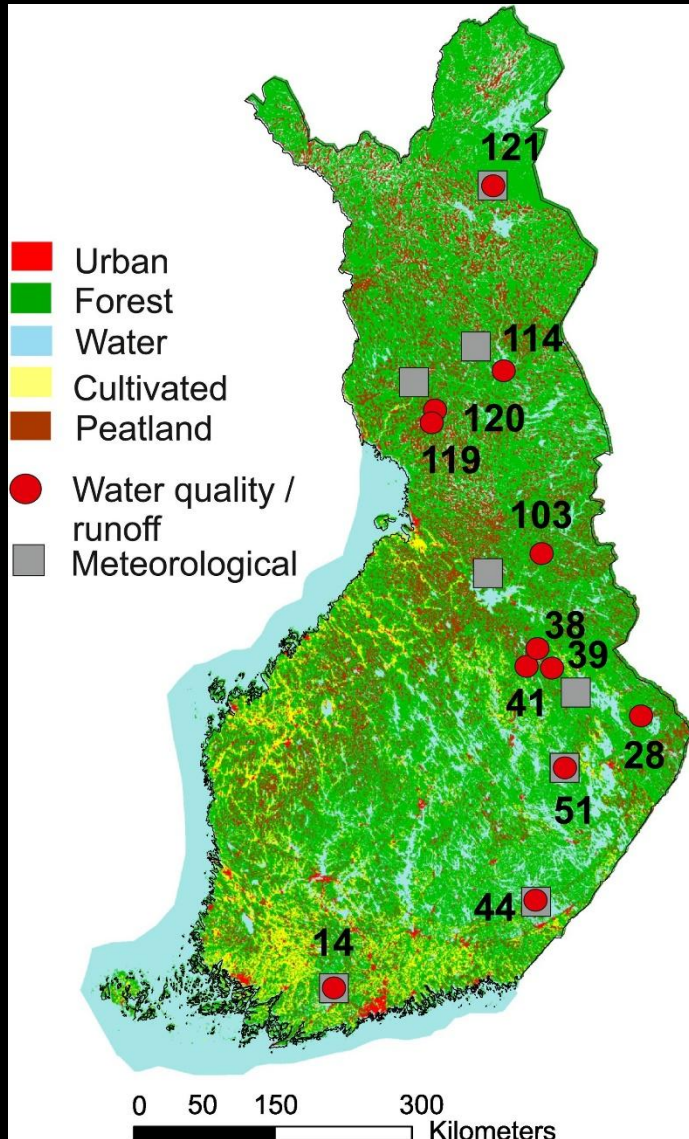 121
Urban
Forest
114
Water
Cultivated
Peatland
120
119
Water quality /
runoff
103
Meteorological
38
39
41
28
51
44
14
0 50 150 300
Kilometers